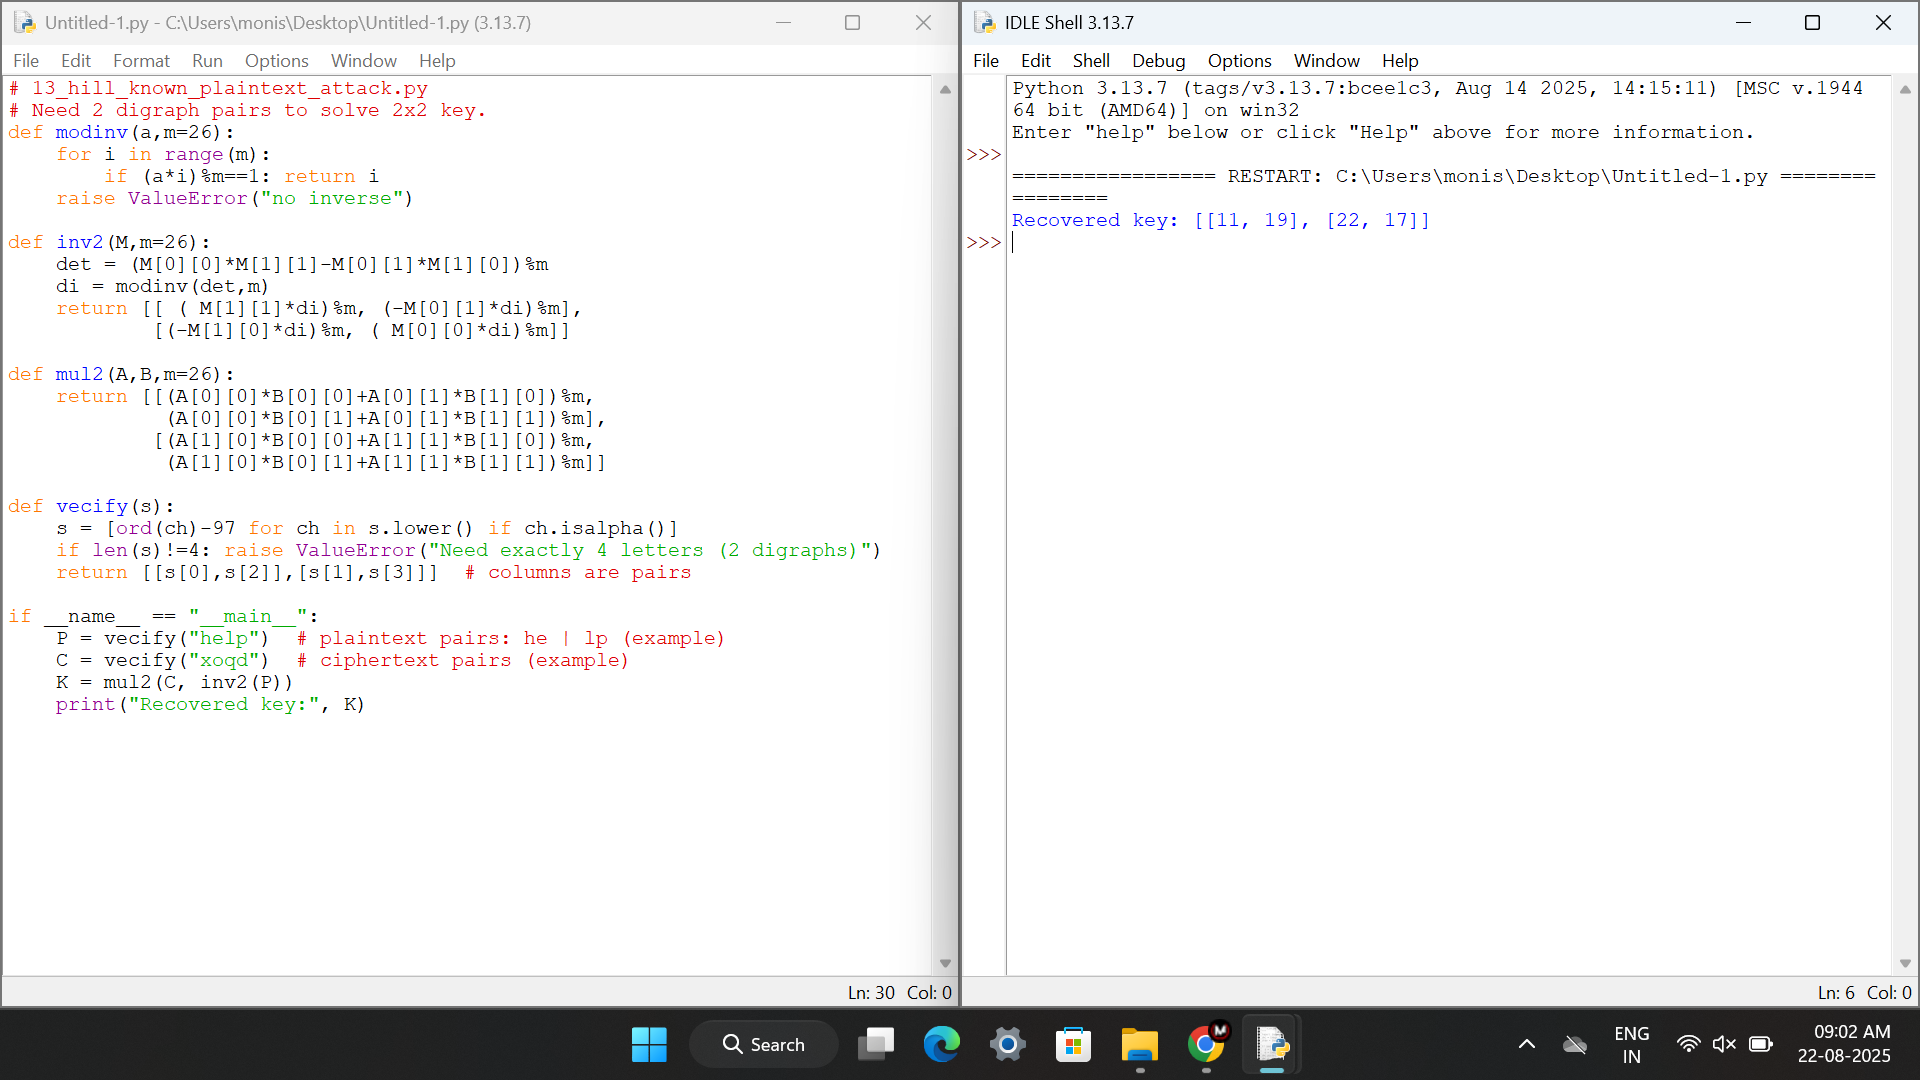 Untitled-1.py - C:\Users\monis\Desktop\Untitled-1.py (3.13.7)
File Edit Format Run Options Window Help
# 13_hill_known_plaintext_attack.py
# Need 2 digraph pairs to solve 2x2 key.
def modinv(a,m=26):
    for i in range(m):
        if (a*i)%m==1: return i
    raise ValueError("no inverse")
def inv2(M,m=26):
    det = (M[0][0]*M[1][1]-M[0][1]*M[1][0])%m
    di = modinv(det,m)
    return [[ ( M[1][1]*di)%m, (-M[0][1]*di)%m],
            [(-M[1][0]*di)%m, ( M[0][0]*di)%m]]
def mul2(A,B,m=26):
    return [[(A[0][0]*B[0][0]+A[0][1]*B[1][0])%m,
             (A[0][0]*B[0][1]+A[0][1]*B[1][1])%m],
            [(A[1][0]*B[0][0]+A[1][1]*B[1][0])%m,
             (A[1][0]*B[0][1]+A[1][1]*B[1][1])%m]]
def vecify(s):
    s = [ord(ch)-97 for ch in s.lower() if ch.isalpha()]
    if len(s)!=4: raise ValueError("Need exactly 4 letters (2 digraphs)")
    return [[s[0],s[2]],[s[1],s[3]]]  # columns are pairs
if __name__ == "__main__":
    P = vecify("help")  # plaintext pairs: he | lp (example)
    C = vecify("xoqd")  # ciphertext pairs (example)
    K = mul2(C, inv2(P))
    print("Recovered key:", K)
Ln: 30 Col: 0
IDLE Shell 3.13.7
File Edit Shell Debug Options Window Help
Python 3.13.7 (tags/v3.13.7:bcee1c3, Aug 14 2025, 14:15:11) [MSC v.1944
64 bit (AMD64)] on win32
Enter "help" below or click "Help" above for more information.
>>>
================= RESTART: C:\Users\monis\Desktop\Untitled-1.py ========
========
Recovered key: [[11, 19], [22, 17]]
>>>
Ln: 6 Col: 0
Search
M
ENG
IN
09:02 AM
22-08-2025